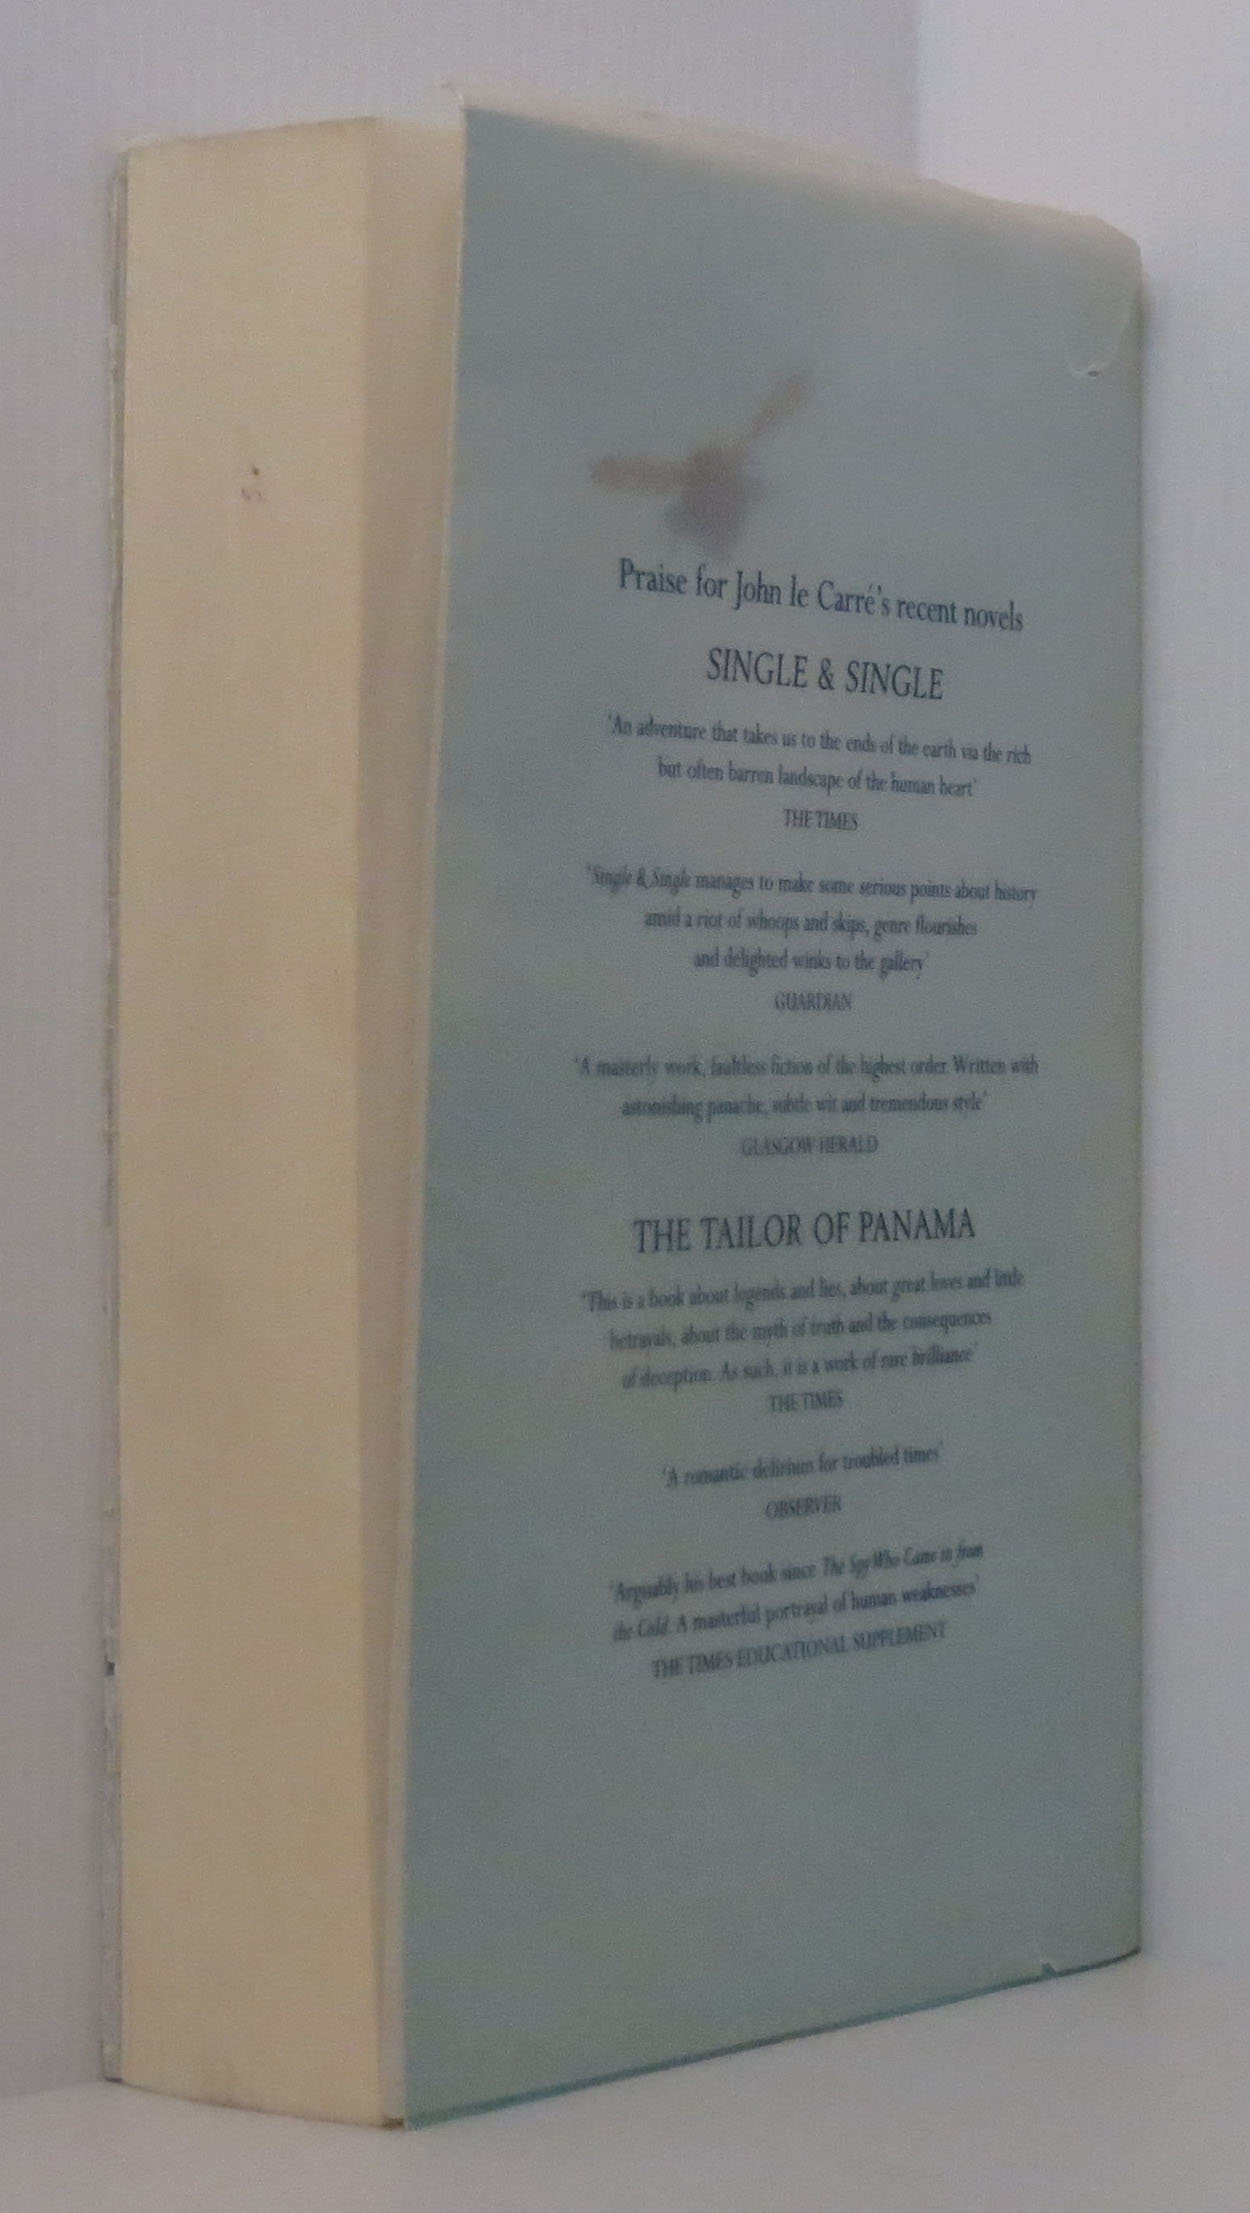 Praise for John le Carré's recent novels
SINGLE & SINGLE
'An adventure that takes us to the ends of the earth via the rich
but often barren landscape of the human heart'
THE TIMES
'Single & Single manages to make some serious points about history
amid a riot of whoops and skips, genre flourishes
and delighted winks to the gallery'
GUARDIAN
'A masterly work, faultless fiction of the highest order. Written with
astonishing panache, subtle wit and tremendous style'
GLASGOW HERALD
THE TAILOR OF PANAMA
'This is a book about legends and lies, about great loves and little
betrayals, about the myth of truth and the consequences
of deception. As such, it is a work of rare brilliance'
THE TIMES
'A romantic delirium for troubled times'
OBSERVER
'Arguably his best book since The Spy Who Came in from
the Cold. A masterful portrayal of human weaknesses'
THE TIMES EDUCATIONAL SUPPLEMENT